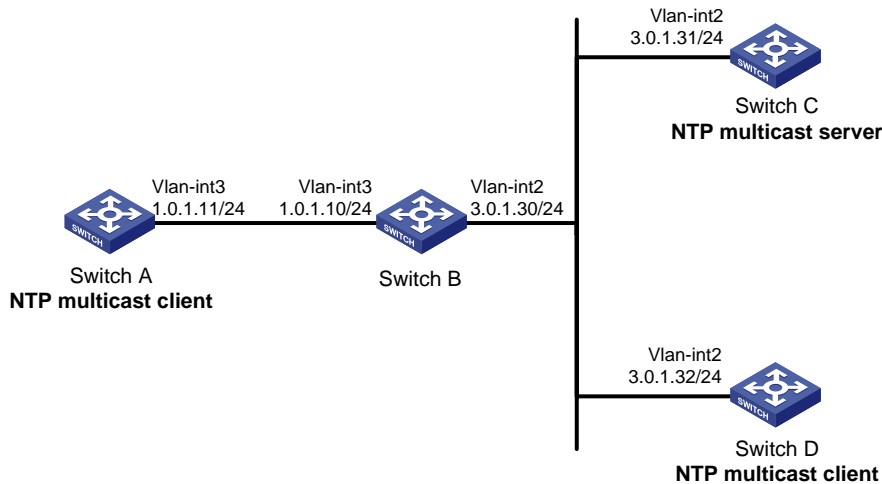 Vlan-int2
3.0.1.31/24
SWITCH
Switch C
NTP multicast server
Vlan-int3
1.0.1.11/24
Vlan-int3
1.0.1.10/24
Vlan-int2
3.0.1.30/24
SWITCH
SWITCH
Switch A
NTP multicast client
Switch B
Vlan-int2
3.0.1.32/24
SWITCH
Switch D
NTP multicast client